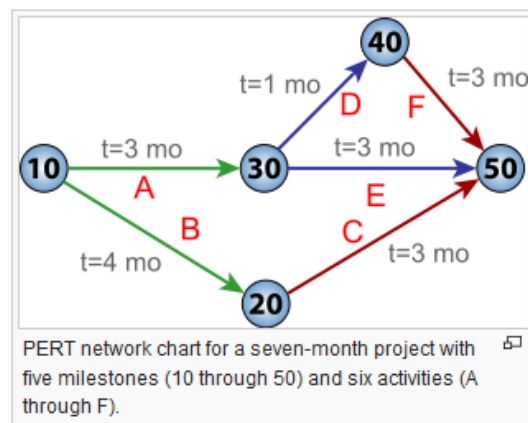 40
t=1 mo
t=3 mo
D
F
t=3 mo
t=3 mo
10
30
50
A
E
B
C
t=4 mo
t=3 mo
20
PERT network chart for a seven-month project with
five milestones (10 through 50) and six activities (A
through F).